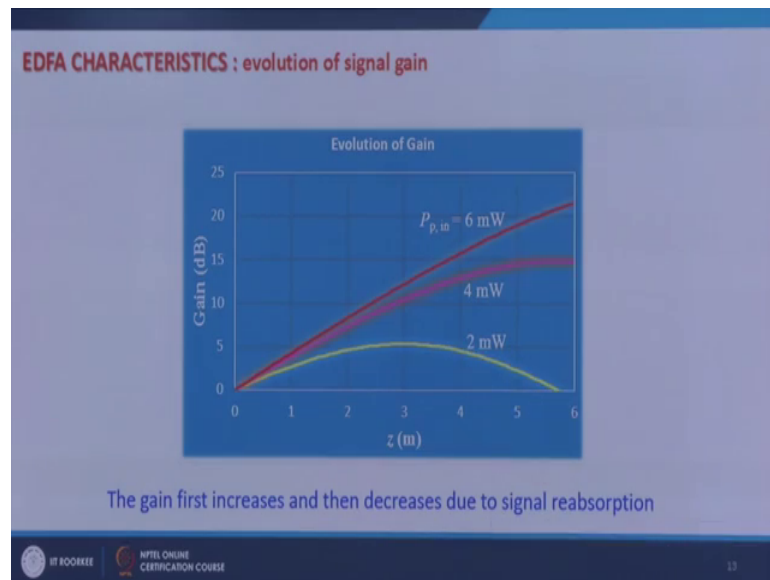 EDFA CHARACTERISTICS : evolution of signal gain
Evolution of Gain
25
20
15
10
5
0
Gain (dB)
P_p, in = 6 mW
4 mW
2 mW
0 1 2 3 4 5 6
z (m)
The gain first increases and then decreases due to signal reabsorption
IIT ROORKEE
NPTEL ONLINE
CERTIFICATION COURSE
13